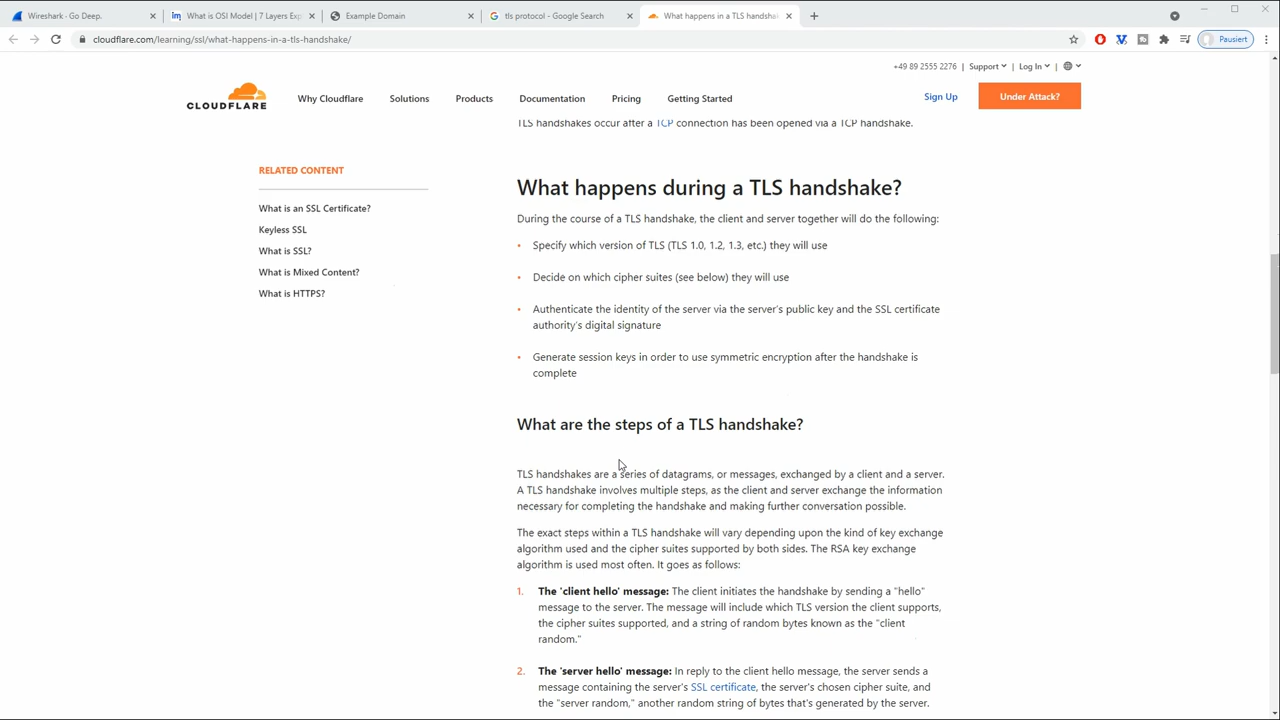 Wireshark · Go Deep.
What is OSI Model | 7 Layers Exp
Example Domain
tls protocol - Google Search
What happens in a TLS handshak
cloudflare.com/learning/ssl/what-happens-in-a-tls-handshake/
Pausiert
+49 89 2555 2276 | Support | Log In |
CLOUDFLARE
Why Cloudflare
Solutions
Products
Documentation
Pricing
Getting Started
Sign Up
Under Attack?
TLS handshakes occur after a TCP connection has been opened via a TCP handshake.
RELATED CONTENT
What is an SSL Certificate?
Keyless SSL
What is SSL?
What is Mixed Content?
What is HTTPS?
What happens during a TLS handshake?
During the course of a TLS handshake, the client and server together will do the following:
• Specify which version of TLS (TLS 1.0, 1.2, 1.3, etc.) they will use
• Decide on which cipher suites (see below) they will use
• Authenticate the identity of the server via the server's public key and the SSL certificate
authority's digital signature
• Generate session keys in order to use symmetric encryption after the handshake is
complete
What are the steps of a TLS handshake?
TLS handshakes are a series of datagrams, or messages, exchanged by a client and a server.
A TLS handshake involves multiple steps, as the client and server exchange the information
necessary for completing the handshake and making further conversation possible.
The exact steps within a TLS handshake will vary depending upon the kind of key exchange
algorithm used and the cipher suites supported by both sides. The RSA key exchange
algorithm is used most often. It goes as follows:
1. The 'client hello' message: The client initiates the handshake by sending a "hello"
message to the server. The message will include which TLS version the client supports,
the cipher suites supported, and a string of random bytes known as the "client
random."
2. The 'server hello' message: In reply to the client hello message, the server sends a
message containing the server's SSL certificate, the server's chosen cipher suite, and
the "server random," another random string of bytes that's generated by the server.